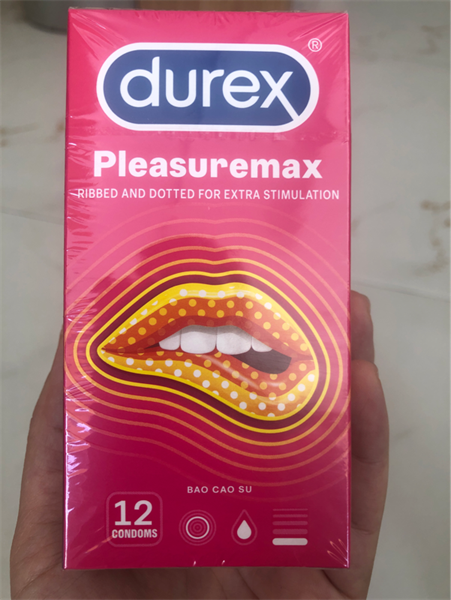 durex®
Pleasuremax
RIBBED AND DOTTED FOR EXTRA STIMULATION
BAO CAO SU
12
CONDOMS